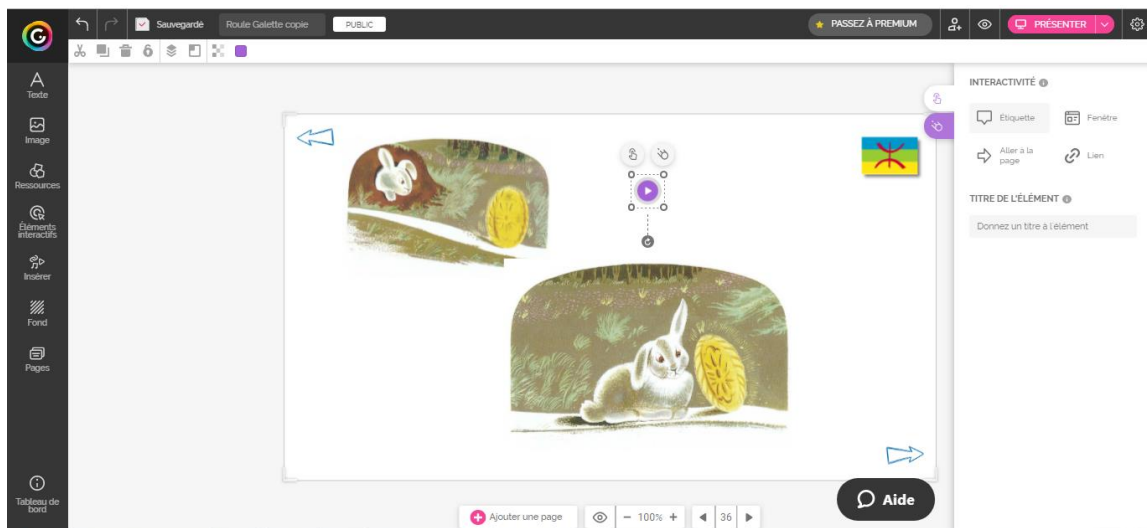 Sauvegardé
Roule Galette copie
PUBLIC
PASSEZ À PREMIUM
PRÉSENTER
Texte
Image
Ressources
Éléments
interactifs
Insérer
Fond
Pages
Tableau de
bord
INTERACTIVITÉ
Étiquette
Fenêtre
Aller à la
page
Lien
TITRE DE L'ÉLÉMENT
Donnez un titre à l'élément
Aide
Ajouter une page
− 100% +
36